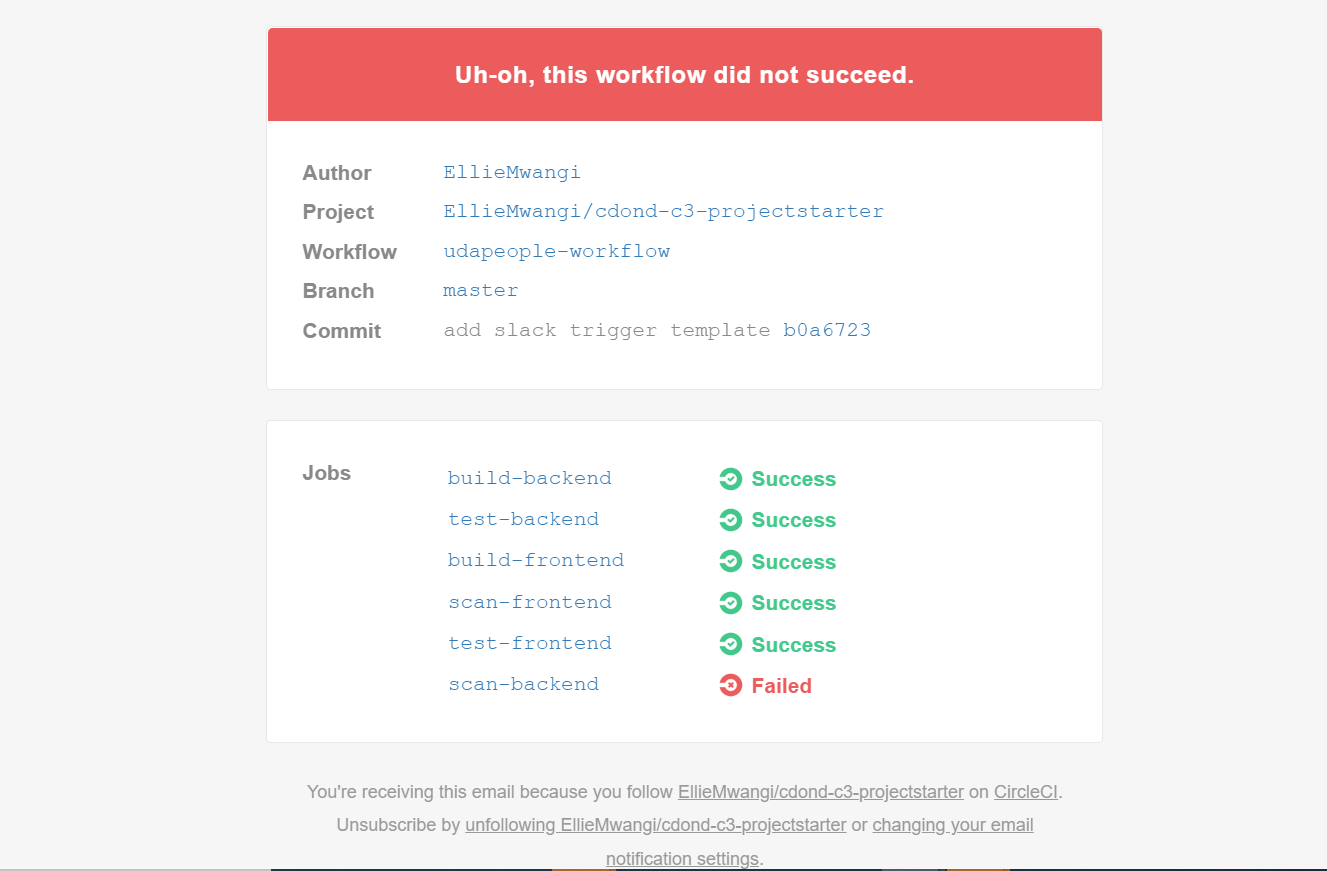 Uh-oh, this workflow did not succeed.
Author EllieMwangi
Project EllieMwangi/cdond-c3-projectstarter
Workflow udapeople-workflow
Branch master
Commit add slack trigger template b0a6723
Jobs build-backend Success
test-backend Success
build-frontend Success
scan-frontend Success
test-frontend Success
scan-backend Failed
You're receiving this email because you follow EllieMwangi/cdond-c3-projectstarter on CircleCI.
Unsubscribe by unfollowing EllieMwangi/cdond-c3-projectstarter or changing your email
notification settings.